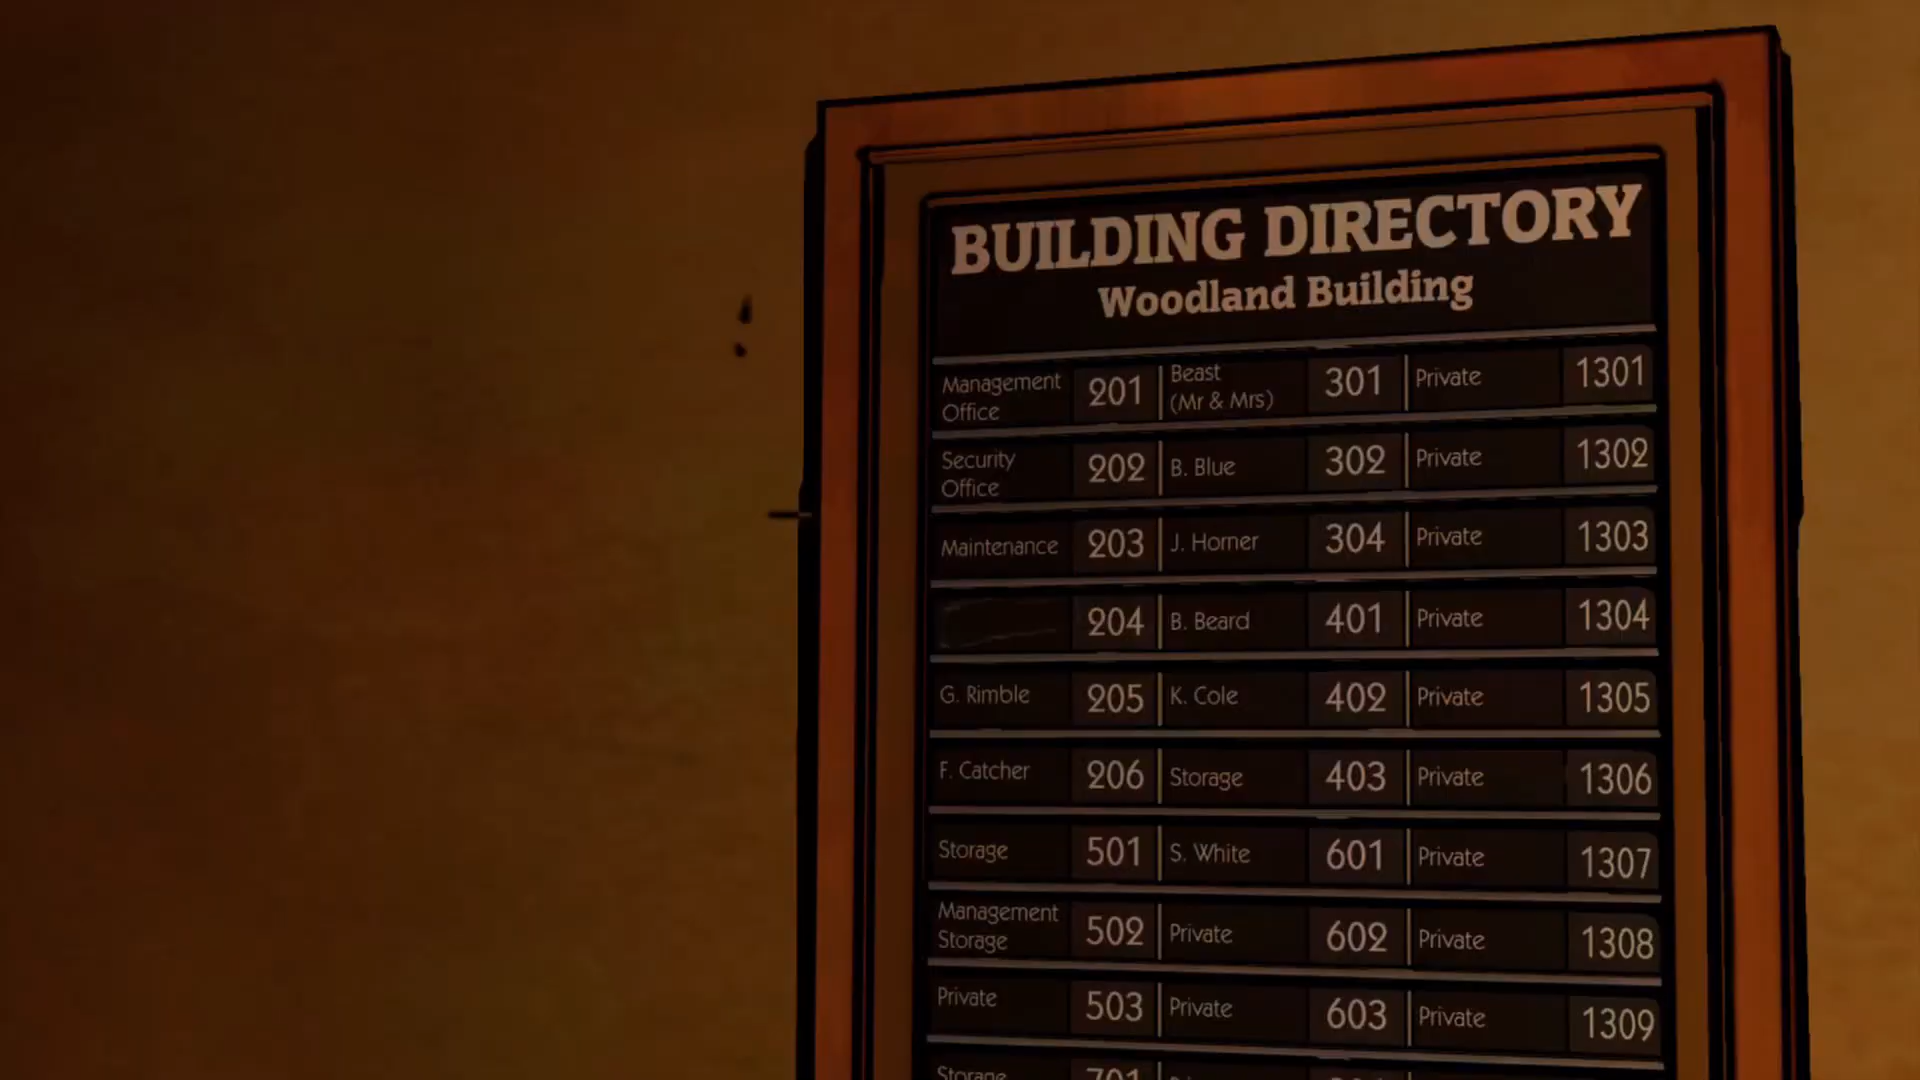 BUILDING DIRECTORY
Woodland Building
Management Office 201 Beast (Mr & Mrs) 301 Private 1301
Security Office 202 B. Blue 302 Private 1302
Maintenance 203 J. Horner 304 Private 1303
204 B. Beard 401 Private 1304
G. Rimble 205 K. Cole 402 Private 1305
F. Catcher 206 Storage 403 Private 1306
Storage 501 S. White 601 Private 1307
Management Storage 502 Private 602 Private 1308
Private 503 Private 603 Private 1309
Storage 701